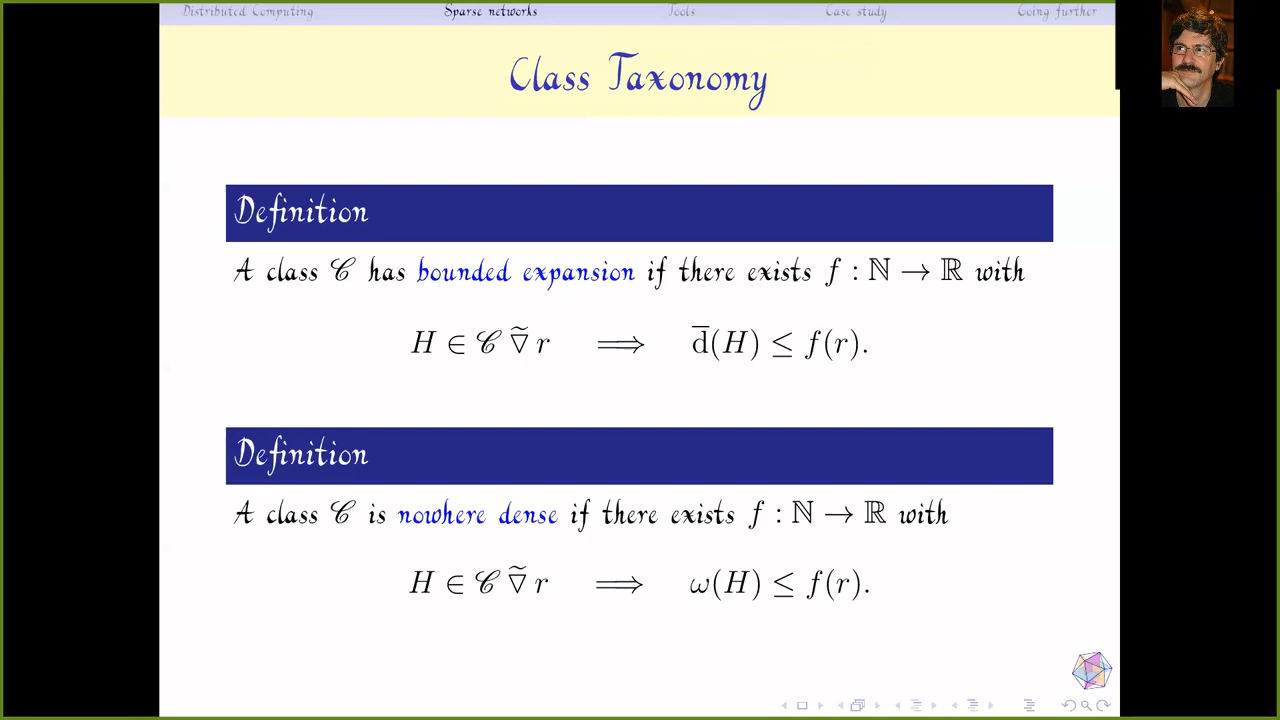 Distributed Computing Sparse networks Tools Case study Going further
Class Taxonomy
Definition
A class 𝒞 has bounded expansion if there exists f : ℕ → ℝ with
H ∈ 𝒞 ∇̃ r ⟹ d̅(H) ≤ f(r).
Definition
A class 𝒞 is nowhere dense if there exists f : ℕ → ℝ with
H ∈ 𝒞 ∇̃ r ⟹ ω(H) ≤ f(r).